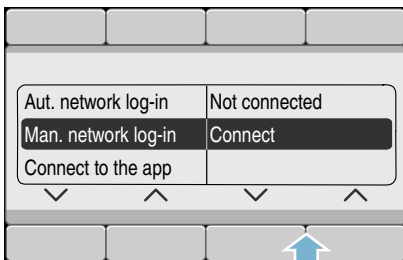 Aut. network log-in Not connected
Man. network log-in Connect
Connect to the app